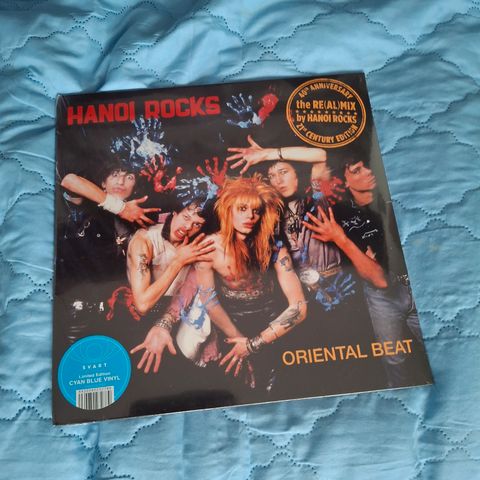 HANOI ROCKS
40th ANNIVERSARY
the RE(AL)MIX
by HANOI ROCKS
21st CENTURY EDITION
ORIENTAL BEAT
SVART
Limited Edition
CYAN BLUE VINYL